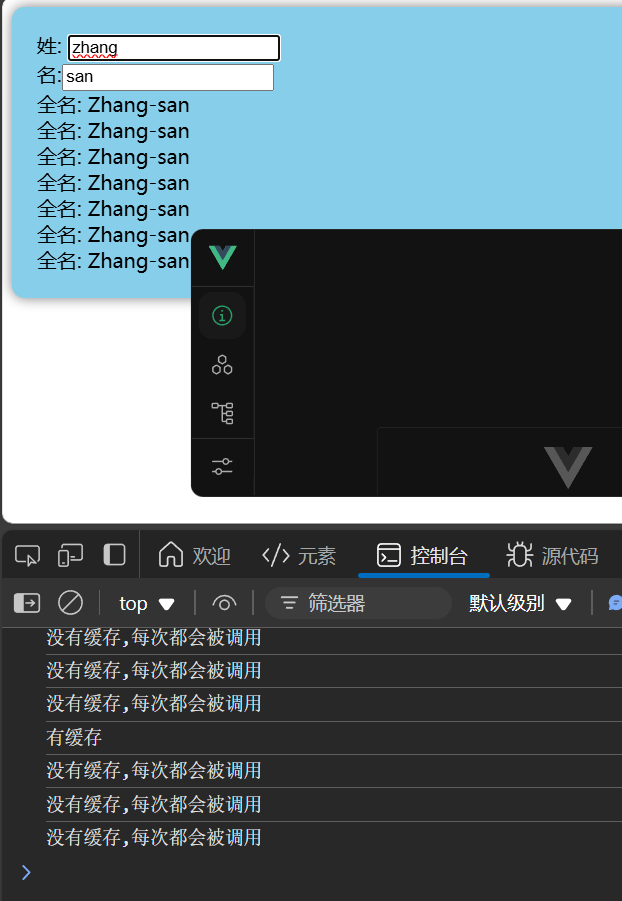 姓: zhang
名: san
全名: Zhang-san
全名: Zhang-san
全名: Zhang-san
全名: Zhang-san
全名: Zhang-san
全名: Zhang-san
全名: Zhang-san
欢迎 </> 元素 控制台 源代码
top 筛选器 默认级别
没有缓存,每次都会被调用
没有缓存,每次都会被调用
没有缓存,每次都会被调用
有缓存
没有缓存,每次都会被调用
没有缓存,每次都会被调用
没有缓存,每次都会被调用